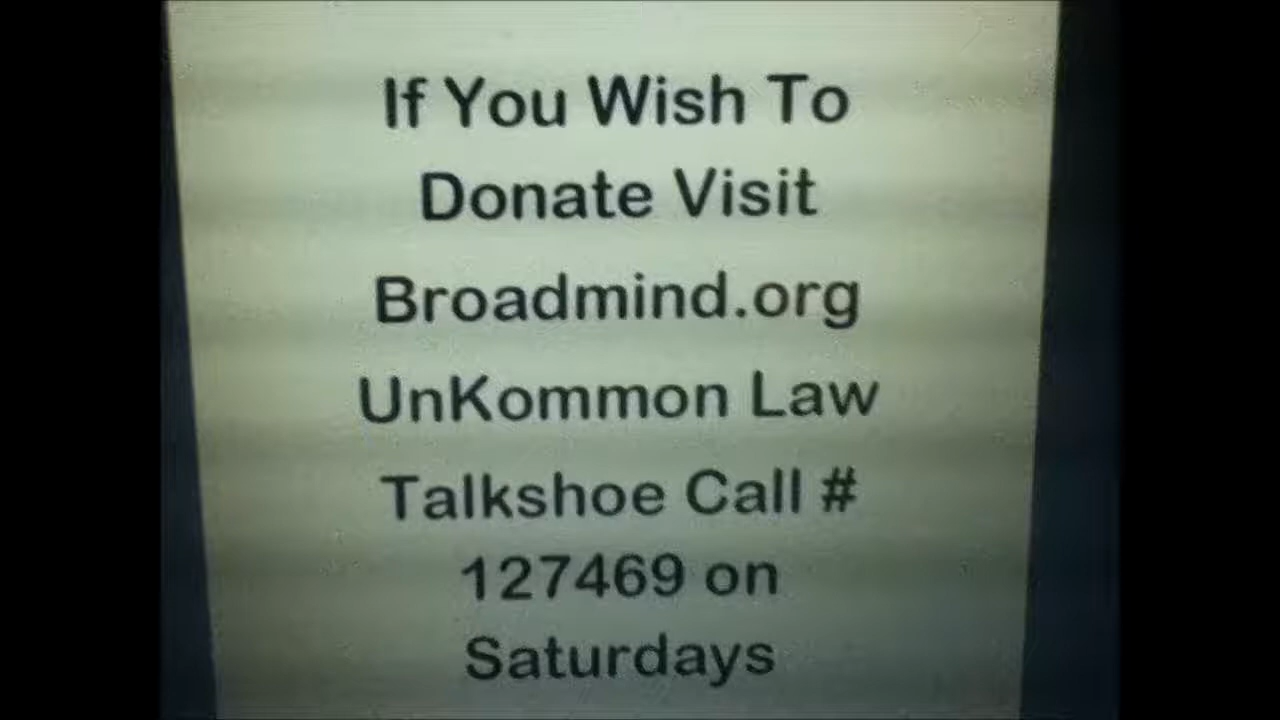 If You Wish To
Donate Visit
Broadmind.org
UnKommon Law
Talkshoe Call #
127469 on
Saturdays